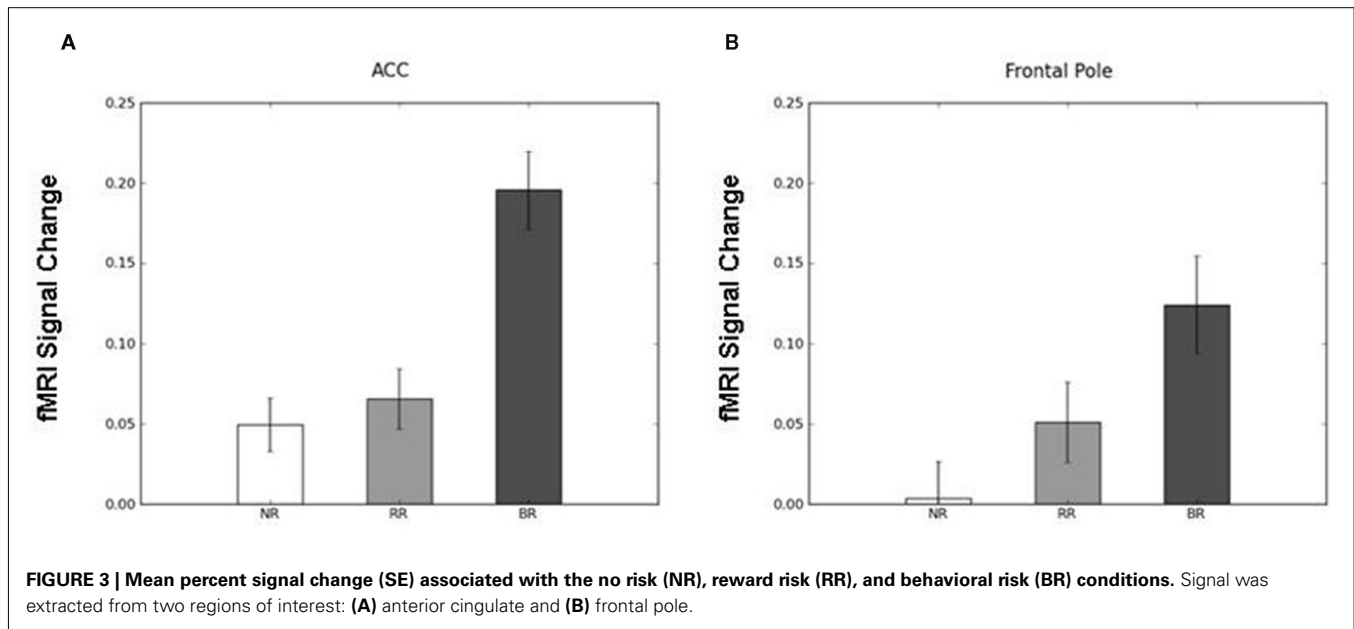 A
ACC
fMRI Signal Change
0.25
0.20
0.15
0.10
0.05
0.00
NR RR BR
B
Frontal Pole
fMRI Signal Change
0.25
0.20
0.15
0.10
0.05
0.00
NR RR BR
FIGURE 3 | Mean percent signal change (SE) associated with the no risk (NR), reward risk (RR), and behavioral risk (BR) conditions. Signal was
extracted from two regions of interest: (A) anterior cingulate and (B) frontal pole.